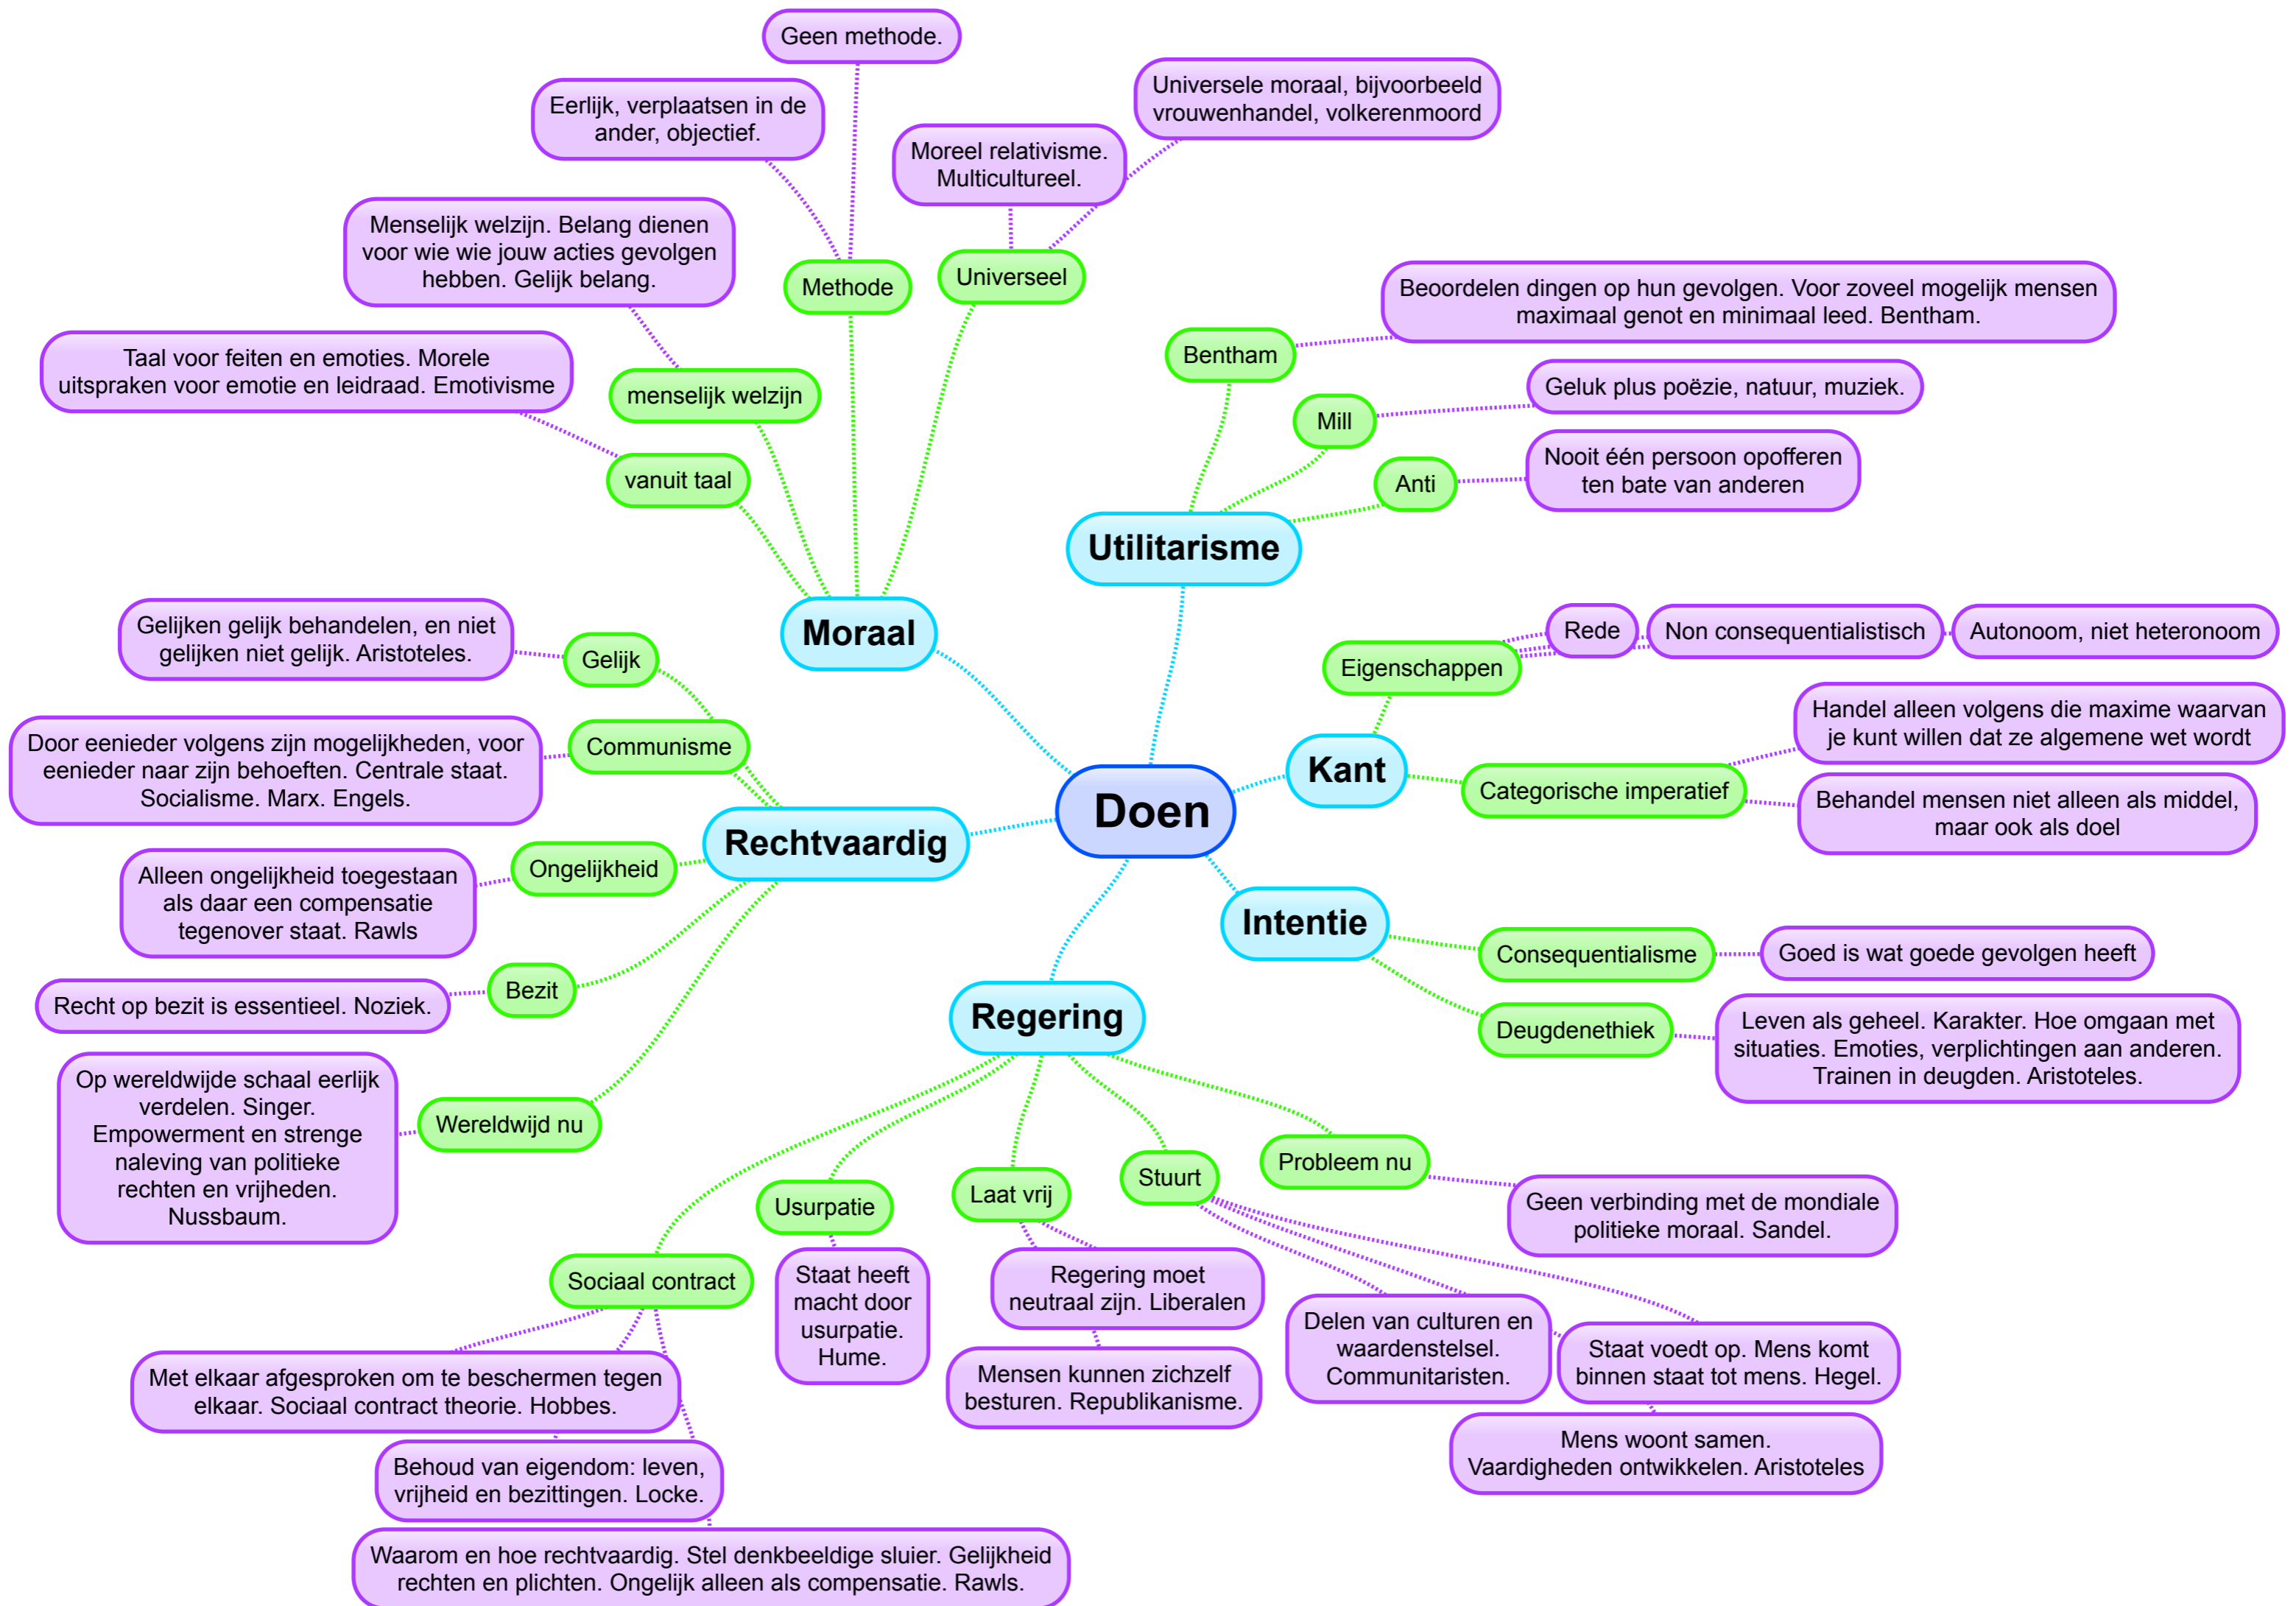 Geen methode.
Eerlijk, verplaatsen in de
ander, objectief.
Universele moraal, bijvoorbeeld
vrouwenhandel, volkerenmoord
Moreel relativisme.
Multicultureel.
Menselijk welzijn. Belang dienen
voor wie wie jouw acties gevolgen
hebben. Gelijk belang.
Methode
Universeel
Taal voor feiten en emoties. Morele
uitspraken voor emotie en leidraad. Emotivisme
menselijk welzijn
vanuit taal
Moraal
Beoordelen dingen op hun gevolgen. Voor zoveel mogelijk mensen
maximaal genot en minimaal leed. Bentham.
Bentham
Geluk plus poëzie, natuur, muziek.
Mill
Nooit één persoon opofferen
ten bate van anderen
Anti
Utilitarisme
Eigenschappen
Rede
Non consequentialistisch
Autonoom, niet heteronoom
Kant
Categorische imperatief
Handel alleen volgens die maxime waarvan
je kunt willen dat ze algemene wet wordt
Behandel mensen niet alleen als middel,
maar ook als doel
Doen
Gelijken gelijk behandelen, en niet
gelijken niet gelijk. Aristoteles.
Gelijk
Door eenieder volgens zijn mogelijkheden, voor
eenieder naar zijn behoeften. Centrale staat.
Socialisme. Marx. Engels.
Communisme
Rechtvaardig
Alleen ongelijkheid toegestaan
als daar een compensatie
tegenover staat. Rawls
Ongelijkheid
Recht op bezit is essentieel. Noziek.
Bezit
Op wereldwijde schaal eerlijk
verdelen. Singer.
Empowerment en strenge
naleving van politieke
rechten en vrijheden.
Nussbaum.
Wereldwijd nu
Intentie
Consequentialisme
Goed is wat goede gevolgen heeft
Deugdenethiek
Leven als geheel. Karakter. Hoe omgaan met
situaties. Emoties, verplichtingen aan anderen.
Trainen in deugden. Aristoteles.
Regering
Sociaal contract
Met elkaar afgesproken om te beschermen tegen
elkaar. Sociaal contract theorie. Hobbes.
Behoud van eigendom: leven,
vrijheid en bezittingen. Locke.
Waarom en hoe rechtvaardig. Stel denkbeeldige sluier. Gelijkheid
rechten en plichten. Ongelijk alleen als compensatie. Rawls.
Usurpatie
Staat heeft
macht door
usurpatie.
Hume.
Laat vrij
Regering moet
neutraal zijn. Liberalen
Mensen kunnen zichzelf
besturen. Republikanisme.
Stuurt
Delen van culturen en
waardenstelsel.
Communitaristen.
Staat voedt op. Mens komt
binnen staat tot mens. Hegel.
Mens woont samen.
Vaardigheden ontwikkelen. Aristoteles
Probleem nu
Geen verbinding met de mondiale
politieke moraal. Sandel.